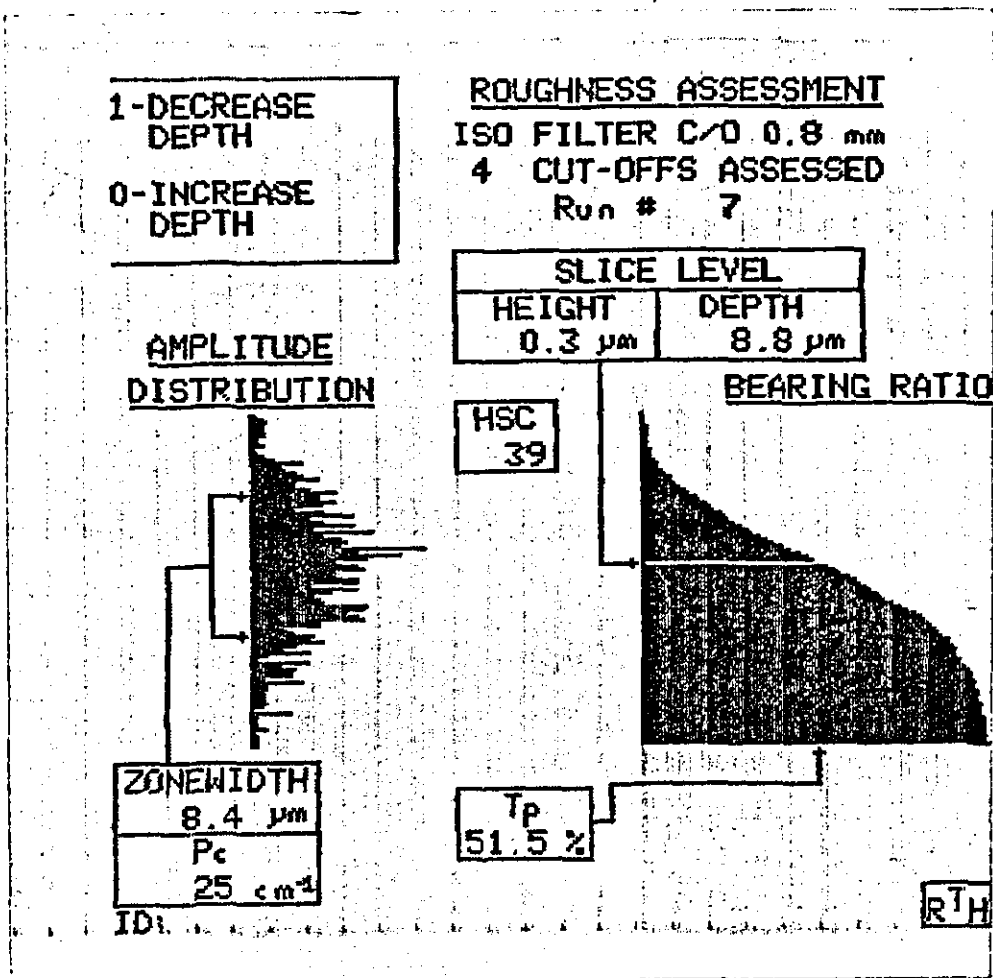 1-DECREASE
DEPTH
0-INCREASE
DEPTH
ROUGHNESS ASSESSMENT
ISO FILTER C/O 0.8 mm
4 CUT-OFFS ASSESSED
Run # 7
SLICE LEVEL
HEIGHT DEPTH
0.3 µm 8.8 µm
AMPLITUDE
DISTRIBUTION
BEARING RATIO
HSC
39
ZONEWIDTH
8.4 µm
Pc
25 cm⁻¹
Tp
51.5 %
ID:
RTH